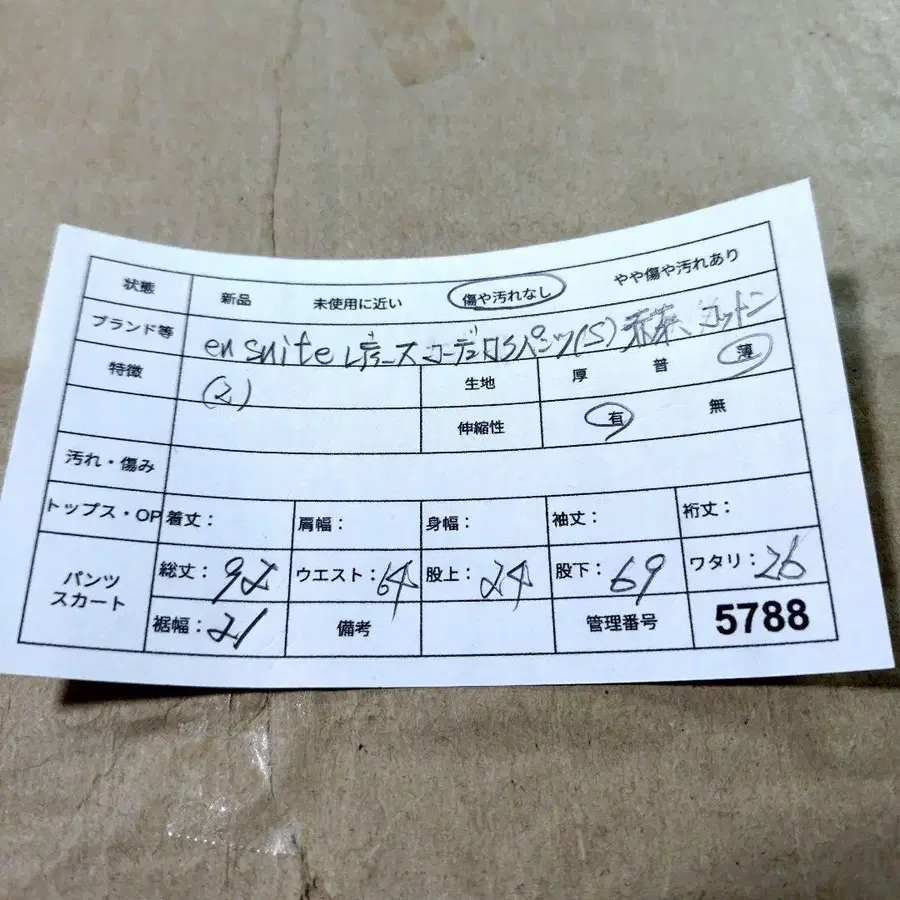 状態 新品 未使用に近い 傷や汚れなし やや傷や汚れあり
ブランド等 en suite レディース コーデュロイパンツ(S) 赤茶、コットン
特徴 (2) 生地 厚 普 薄
伸縮性 有 無
汚れ・傷み
トップス・OP 着丈： 肩幅： 身幅： 袖丈： 裄丈：
パンツ スカート 総丈：92 ウエスト：64 股上：24 股下：69 ワタリ：26
裾幅：21 備考 管理番号 5788